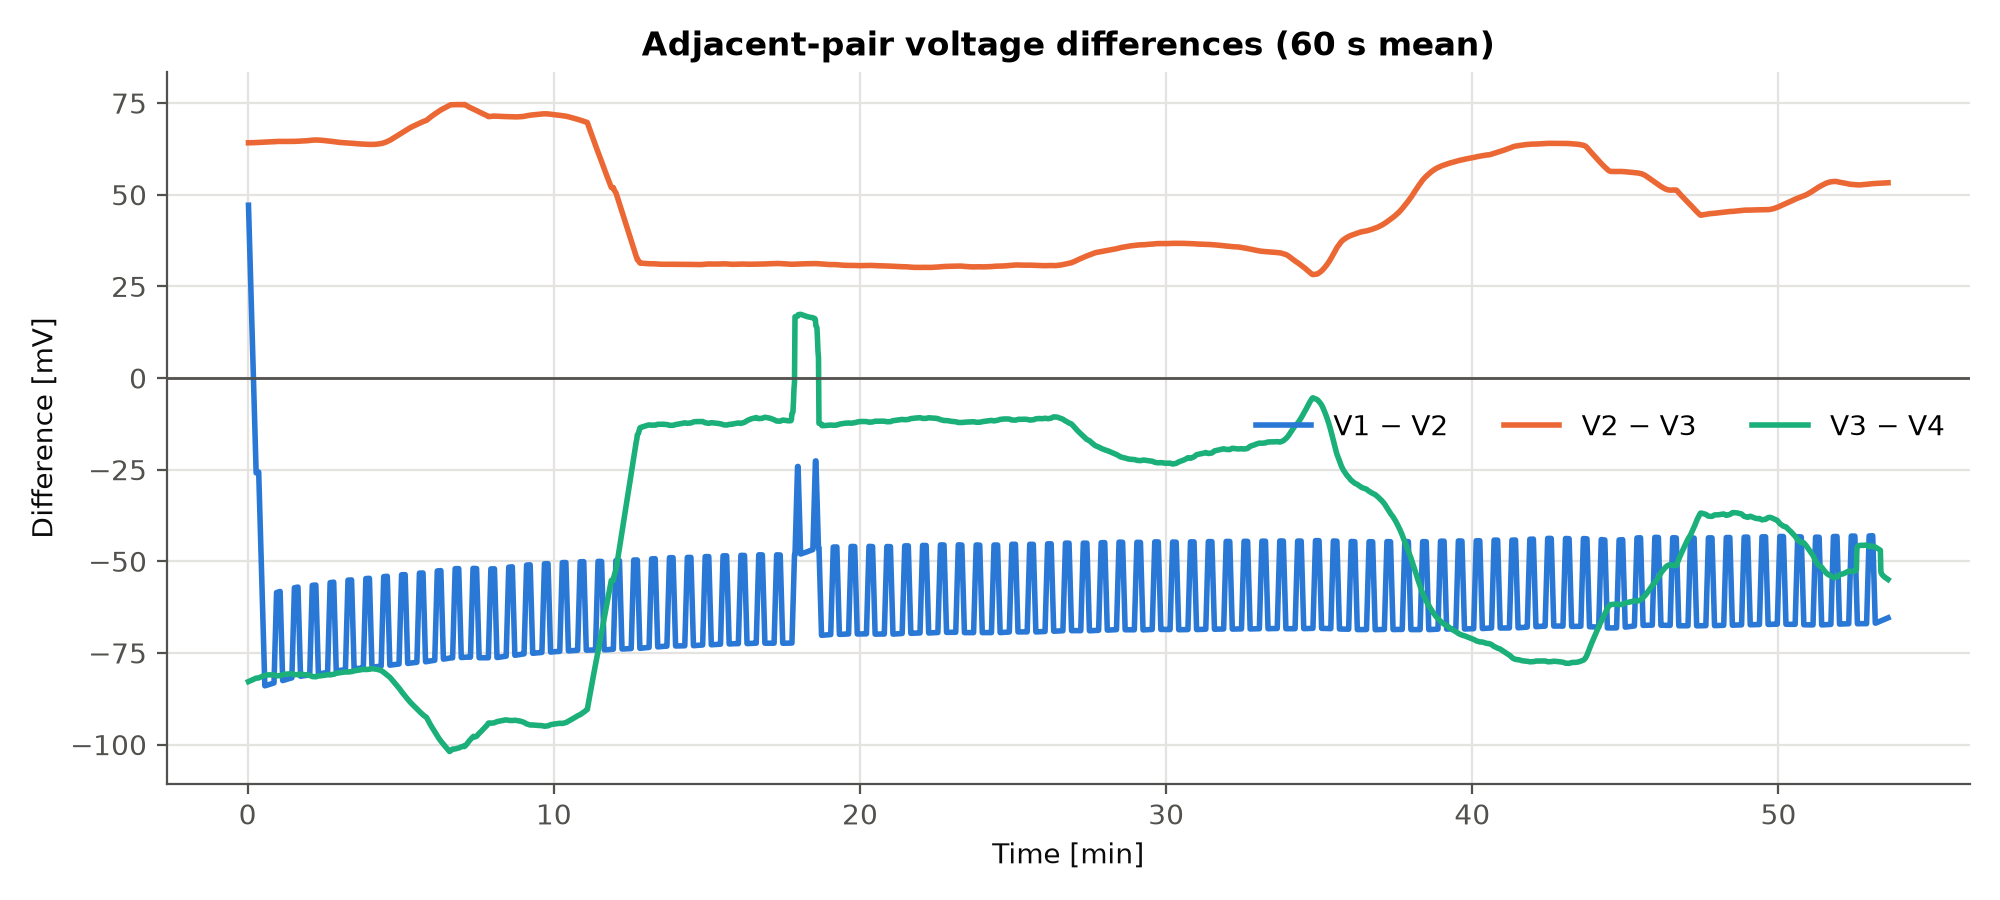 Adjacent-pair voltage differences (60 s mean)
75
50
25
0
−25
−50
−75
−100
Difference [mV]
V1 − V2
V2 − V3
V3 − V4
0
10
20
30
40
50
Time [min]